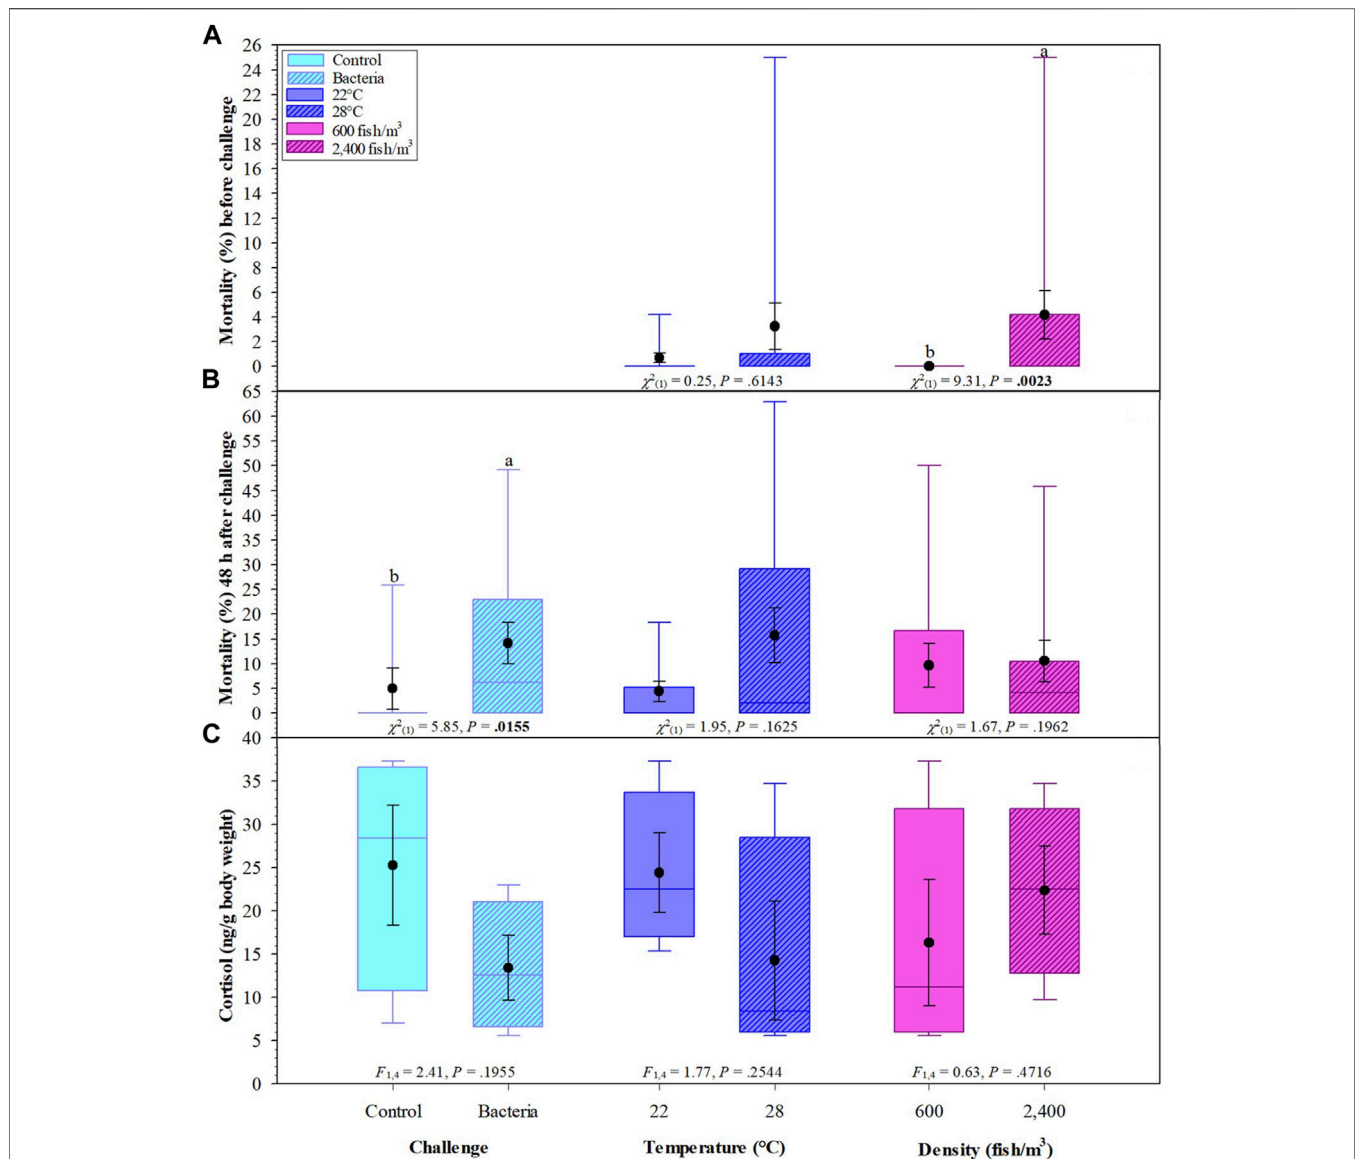 A
Mortality (%) before challenge
26
24
22
20
18
16
14
12
10
8
6
4
2
0
Control
Bacteria
22°C
28°C
600 fish/m³
2,400 fish/m³
a
b
χ²(1) = 0.25, P = .6143
χ²(1) = 9.31, P = .0023
B
Mortality (%) 48 h after challenge
65
60
55
50
45
40
35
30
25
20
15
10
5
0
b
a
χ²(1) = 5.85, P = .0155
χ²(1) = 1.95, P = .1625
χ²(1) = 1.67, P = .1962
C
Cortisol (ng/g body weight)
40
35
30
25
20
15
10
5
0
F1,4 = 2.41, P = .1955
F1,4 = 1.77, P = .2544
F1,4 = 0.63, P = .4716
Control Bacteria 22 28 600 2,400
Challenge Temperature (°C) Density (fish/m³)